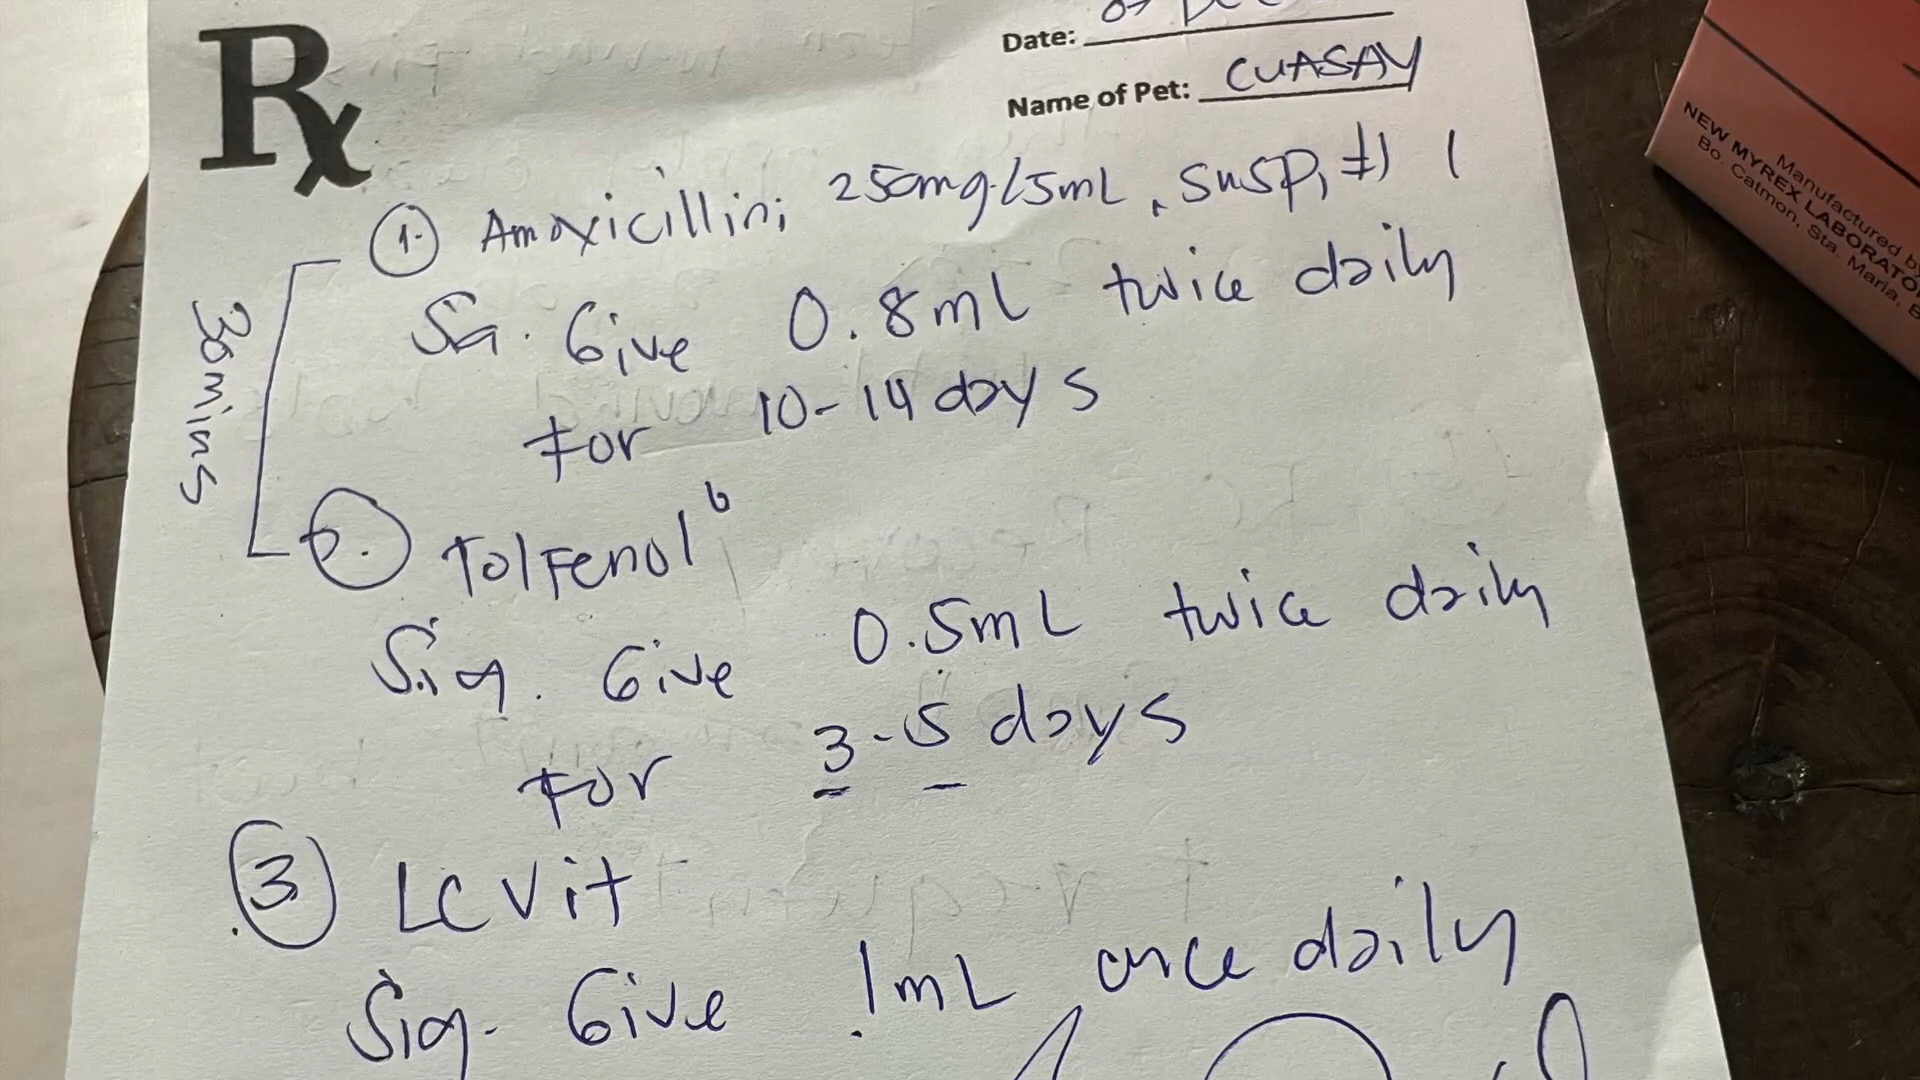 Rx
Date: 07
Name of Pet: CUASAY
1. Amoxicillin; 250mg/5mL, susp, #1 (
Sig. Give 0.8mL twice daily
For 10-14 days
30mins
2. Tolfenol
Sig. Give 0.5mL twice daily
For 3-5 days
3. LC Vit
Sig. Give 1mL once daily
Manufactured by
NEW MYREX LABORATO
Bo. Catmon, Sta. Maria, B